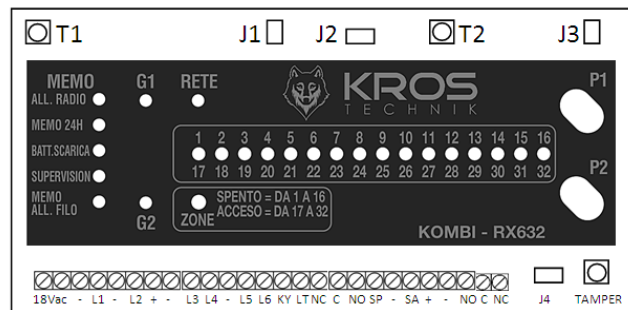 T1 J1 J2 T2 J3
MEMO G1 RETE KROS P1
ALL. RADIO TECHNIK
MEMO 24H
1 2 3 4 5 6 7 8 9 10 11 12 13 14 15 16
BATT.SCARICA
17 18 19 20 21 22 23 24 25 26 27 28 29 30 31 32
SUPERVISION P2
MEMO SPENTO = DA 1 A 16
ALL. FILO ACCESO = DA 17 A 32
G2 ZONE
KOMBI - RX632
18Vac - L1 - L2 + - L3 L4 - L5 L6 KY LT NC C NO SP - SA + - NO C NC J4 TAMPER